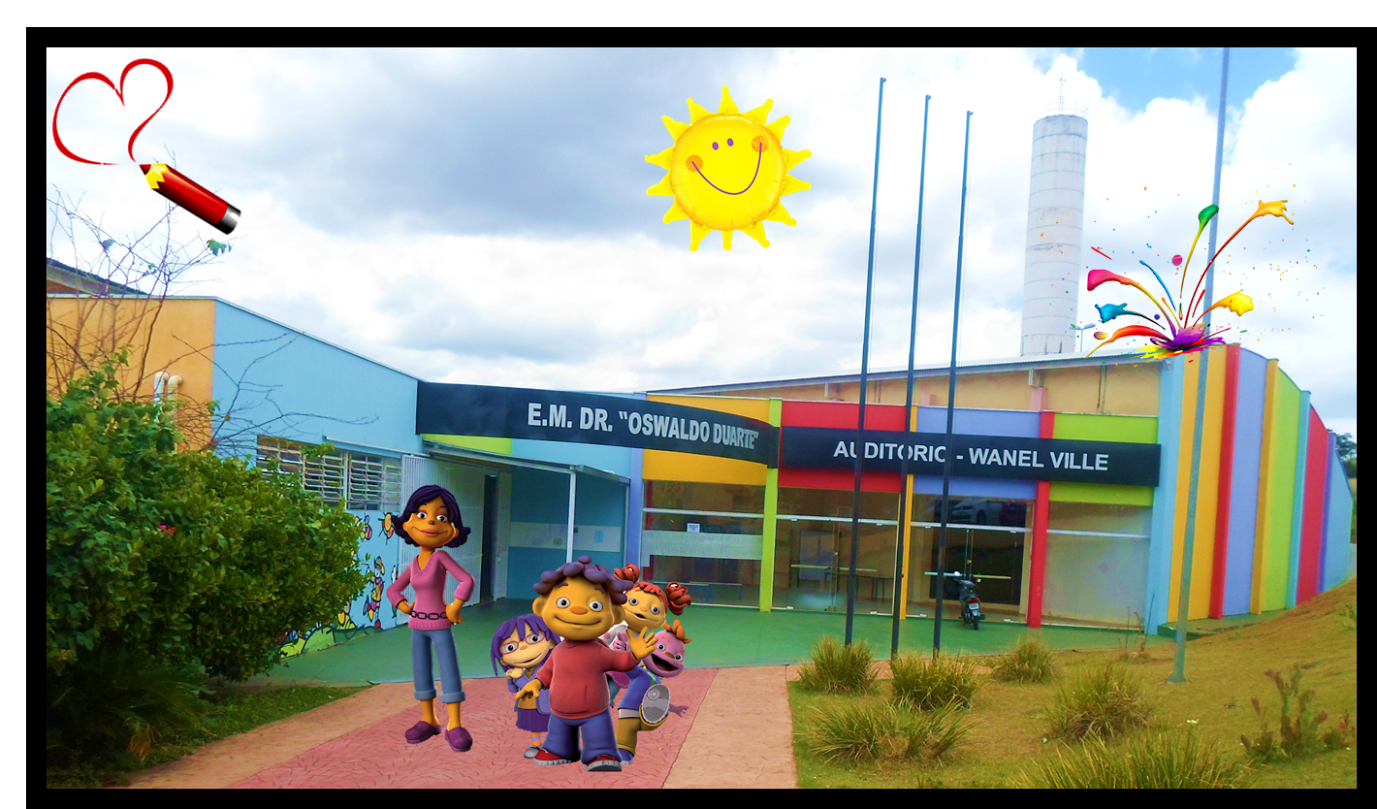 E.M. DR. "OSWALDO DUARTE"
AUDITORIO - WANEL VILLE